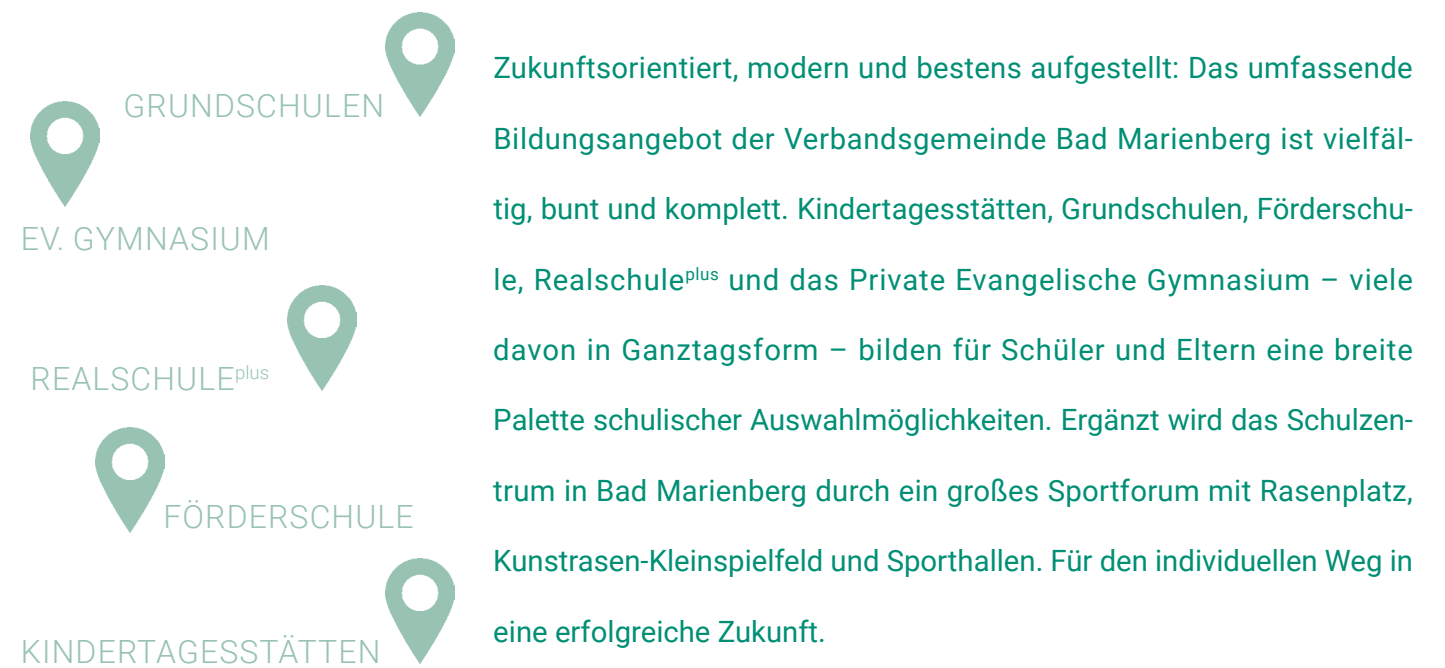 GRUNDSCHULEN
EV. GYMNASIUM
REALSCHULEplus
FÖRDERSCHULE
KINDERTAGESSTÄTTEN
Zukunftsorientiert, modern und bestens aufgestellt: Das umfassende
Bildungsangebot der Verbandsgemeinde Bad Marienberg ist vielfäl-
tig, bunt und komplett. Kindertagesstätten, Grundschulen, Förderschu-
le, Realschuleplus und das Private Evangelische Gymnasium – viele
davon in Ganztagsform – bilden für Schüler und Eltern eine breite
Palette schulischer Auswahlmöglichkeiten. Ergänzt wird das Schulzen-
trum in Bad Marienberg durch ein großes Sportforum mit Rasenplatz,
Kunstrasen-Kleinspielfeld und Sporthallen. Für den individuellen Weg in
eine erfolgreiche Zukunft.